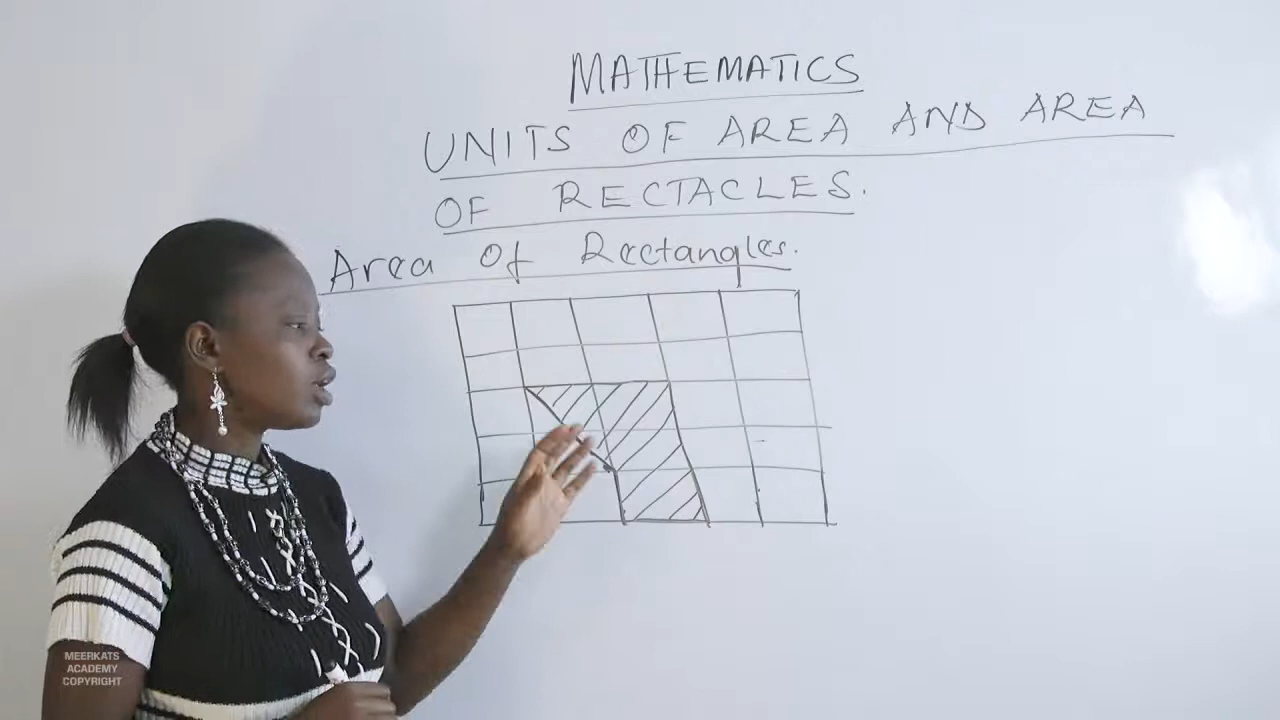 MATHEMATICS
UNITS OF AREA AND AREA
OF RECTACLES.
Area Of Rectangles.
MEERKATS
ACADEMY
COPYRIGHT